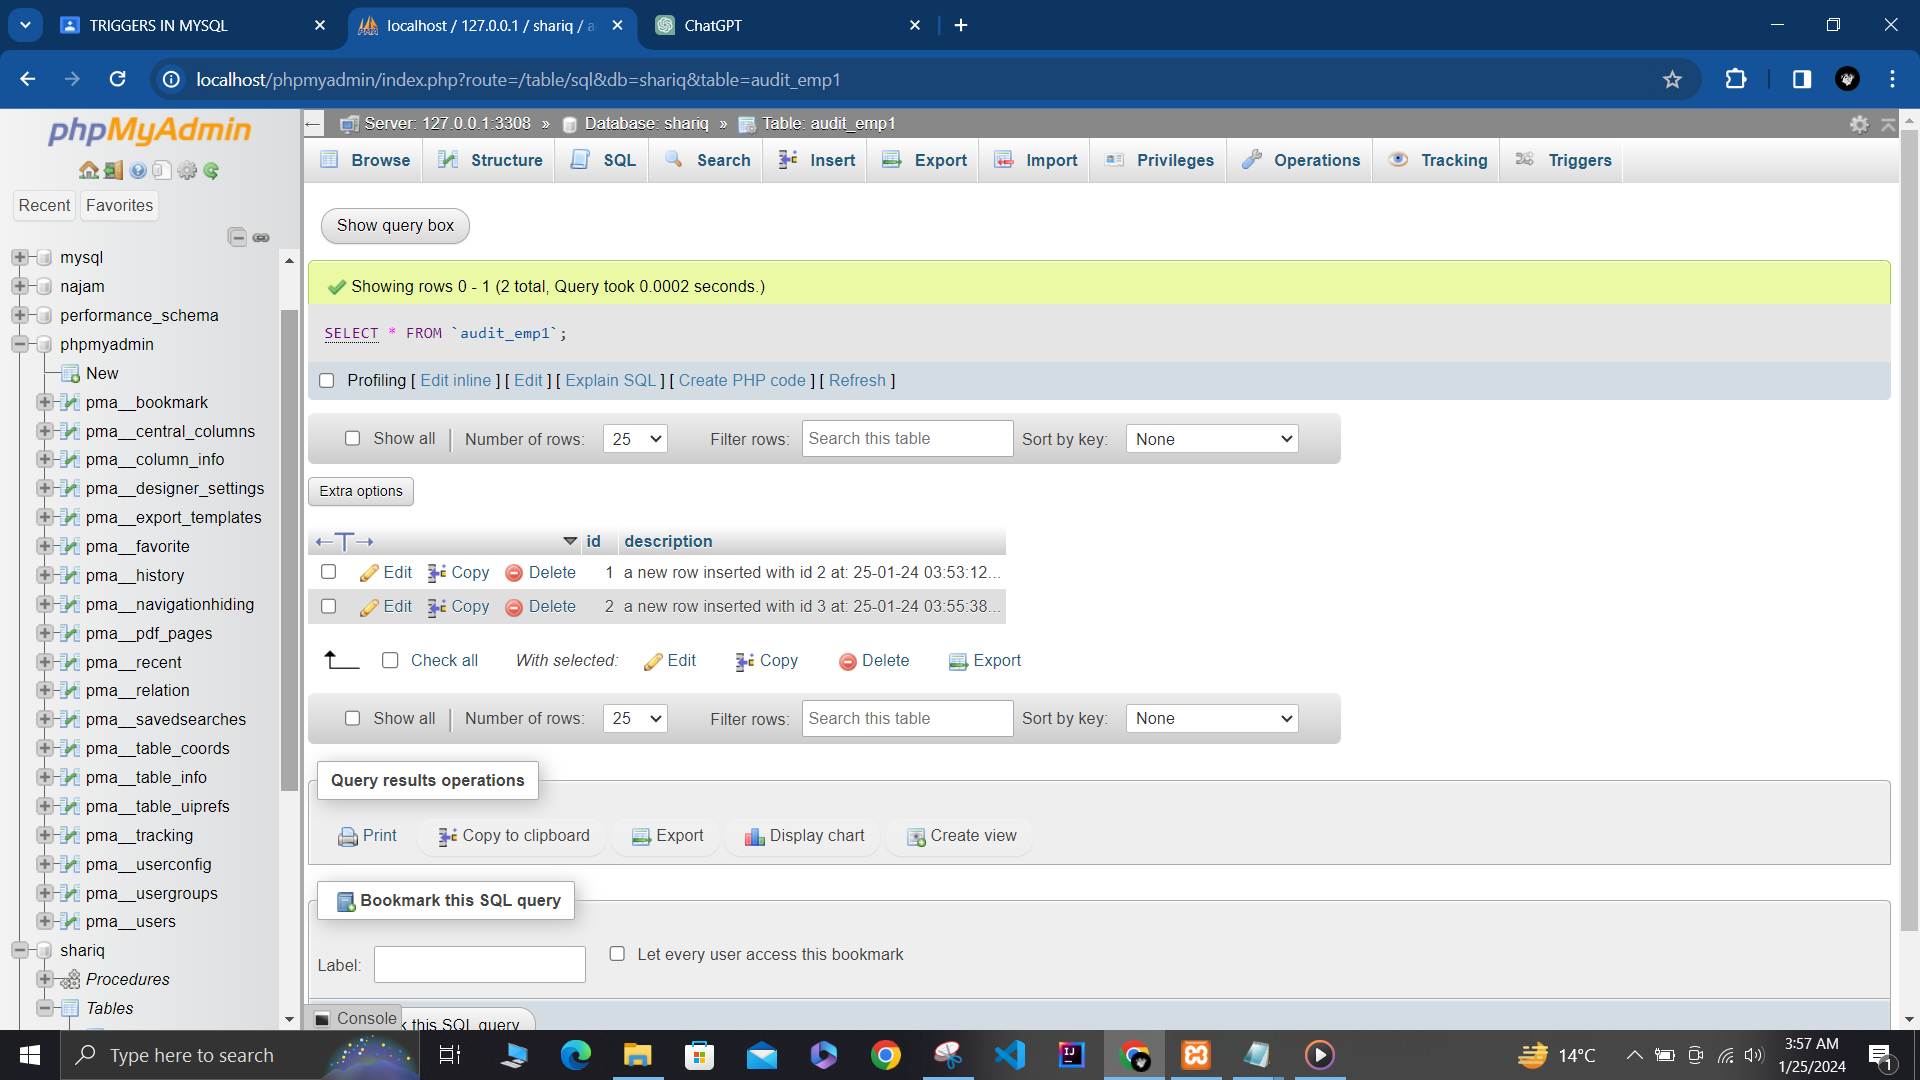 TRIGGERS IN MYSQL
localhost / 127.0.0.1 / shariq / a
ChatGPT
localhost/phpmyadmin/index.php?route=/table/sql&db=shariq&table=audit_emp1
phpMyAdmin
Recent Favorites
mysql
najam
performance_schema
phpmyadmin
New
pma__bookmark
pma__central_columns
pma__column_info
pma__designer_settings
pma__export_templates
pma__favorite
pma__history
pma__navigationhiding
pma__pdf_pages
pma__recent
pma__relation
pma__savedsearches
pma__table_coords
pma__table_info
pma__table_uiprefs
pma__tracking
pma__userconfig
pma__usergroups
pma__users
shariq
Procedures
Tables
Server: 127.0.0.1:3308 » Database: shariq » Table: audit_emp1
Browse Structure SQL Search Insert Export Import Privileges Operations Tracking Triggers
Show query box
Showing rows 0 - 1 (2 total, Query took 0.0002 seconds.)
SELECT * FROM `audit_emp1`;
Profiling [ Edit inline ] [ Edit ] [ Explain SQL ] [ Create PHP code ] [ Refresh ]
Show all | Number of rows: 25 Filter rows: Search this table Sort by key: None
Extra options
←T→ id description
Edit Copy Delete 1 a new row inserted with id 2 at: 25-01-24 03:53:12...
Edit Copy Delete 2 a new row inserted with id 3 at: 25-01-24 03:55:38...
Check all With selected: Edit Copy Delete Export
Show all | Number of rows: 25 Filter rows: Search this table Sort by key: None
Query results operations
Print Copy to clipboard Export Display chart Create view
Bookmark this SQL query
Label: Let every user access this bookmark
Console k this SQL query
Type here to search
14°C
3:57 AM
1/25/2024
1